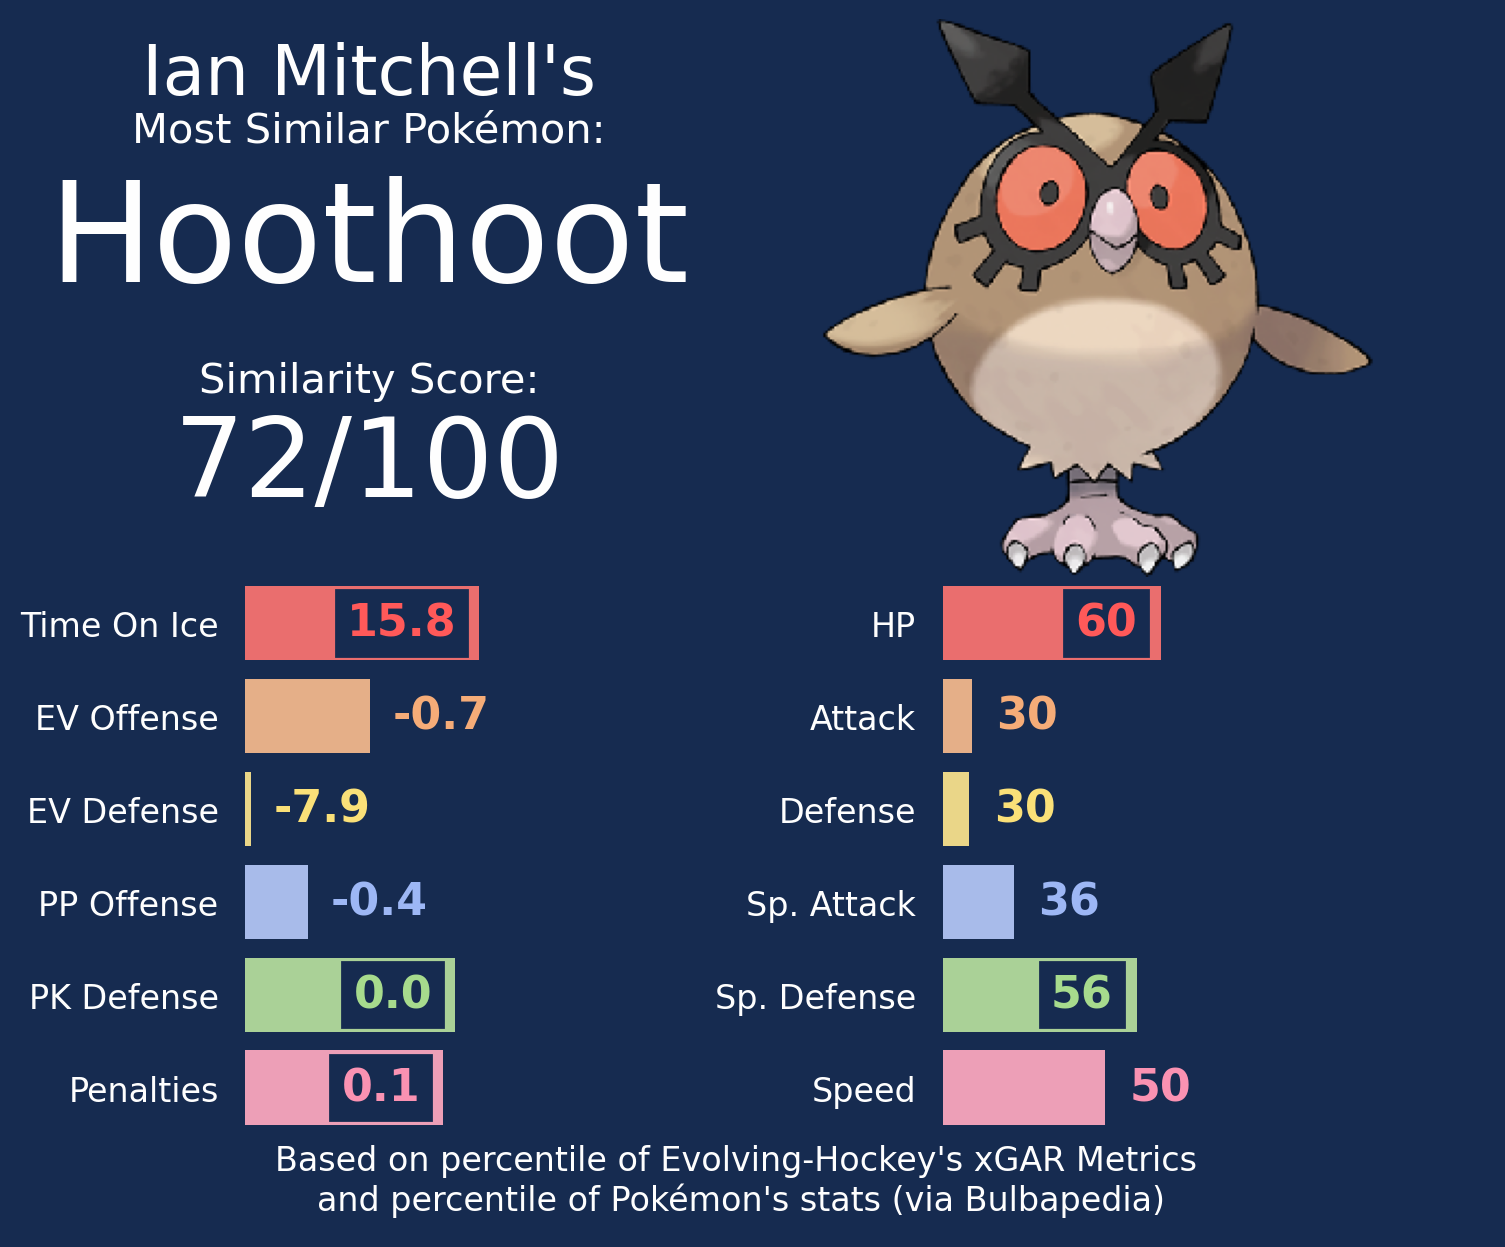 Ian Mitchell's
Most Similar Pokémon:
Hoothoot
Similarity Score:
72/100
Time On Ice 15.8
EV Offense -0.7
EV Defense -7.9
PP Offense -0.4
PK Defense 0.0
Penalties 0.1
HP 60
Attack 30
Defense 30
Sp. Attack 36
Sp. Defense 56
Speed 50
Based on percentile of Evolving-Hockey's xGAR Metrics
and percentile of Pokémon's stats (via Bulbapedia)